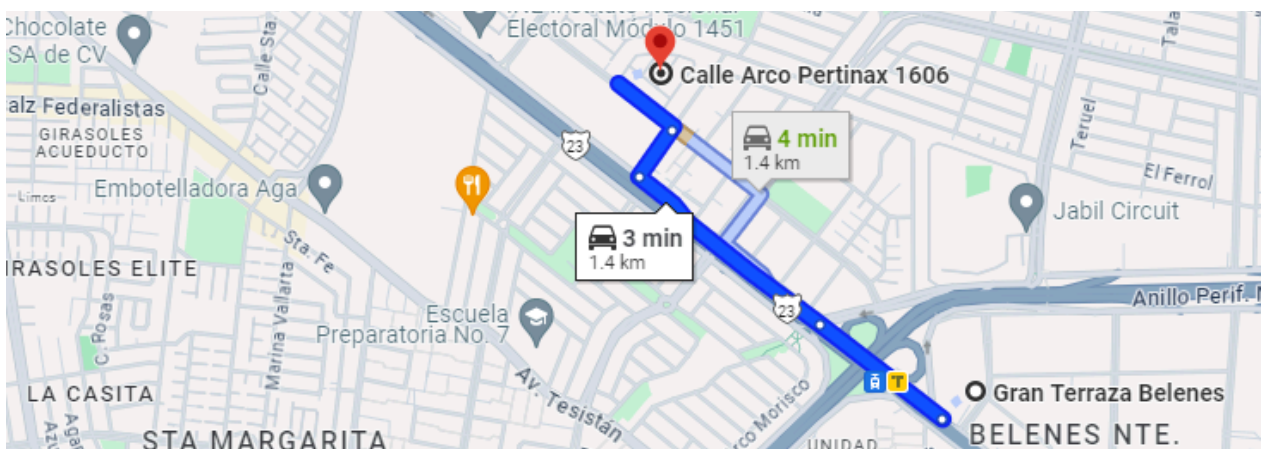 Chocolate
SA de CV
Calle Sta.
Electoral Módulo 1451
Calle Arco Pertinax 1606
alz Federalistas
GIRASOLES
ACUEDUCTO
23
4 min
1.4 km
Teruel
El Ferrol
Embotelladora Aga
Limos
Jabil Circuit
3 min
1.4 km
Sta. Fe
IRASOLES ELITE
Marina Vallarta
C. Rosas
Escuela
Preparatoria No. 7
23
Anillo Perif. N
LA CASITA
Av. Tesistán
rco Morisco
T
Gran Terraza Belenes
BELENES NTE.
STA MARGARITA
UNIDAD